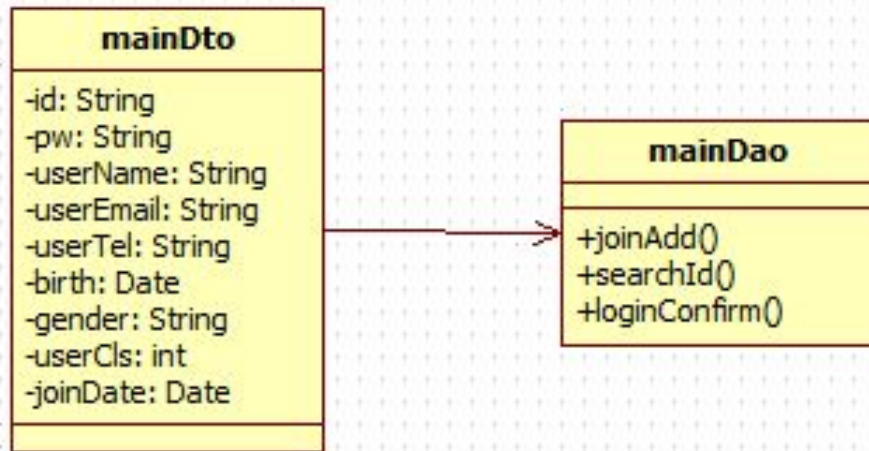 mainDto
-id: String
-pw: String
-userName: String
-userEmail: String
-userTel: String
-birth: Date
-gender: String
-userCls: int
-joinDate: Date
mainDao
+joinAdd()
+searchId()
+loginConfirm()